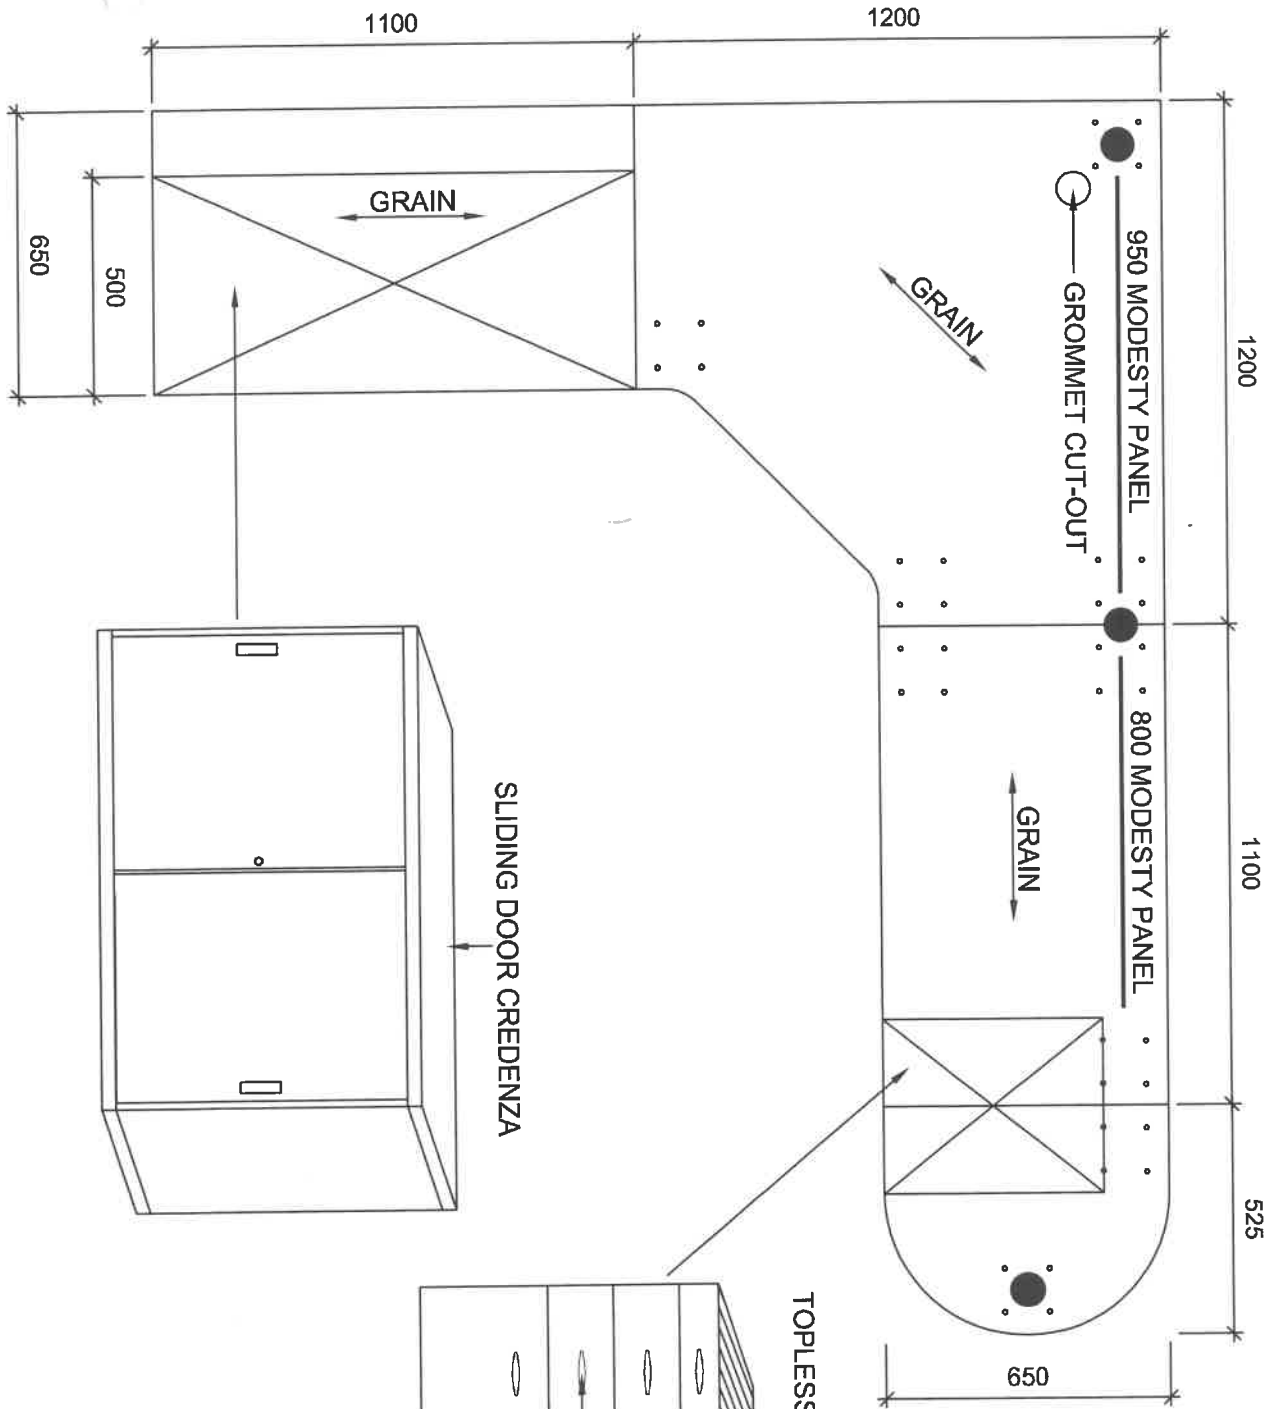 1100
1200
GRAIN
650
500
GRAIN
950 MODESTY PANEL
GROMMET CUT-OUT
1200
800 MODESTY PANEL
GRAIN
1100
SLIDING DOOR CREDENZA
525
TOPLESS
650